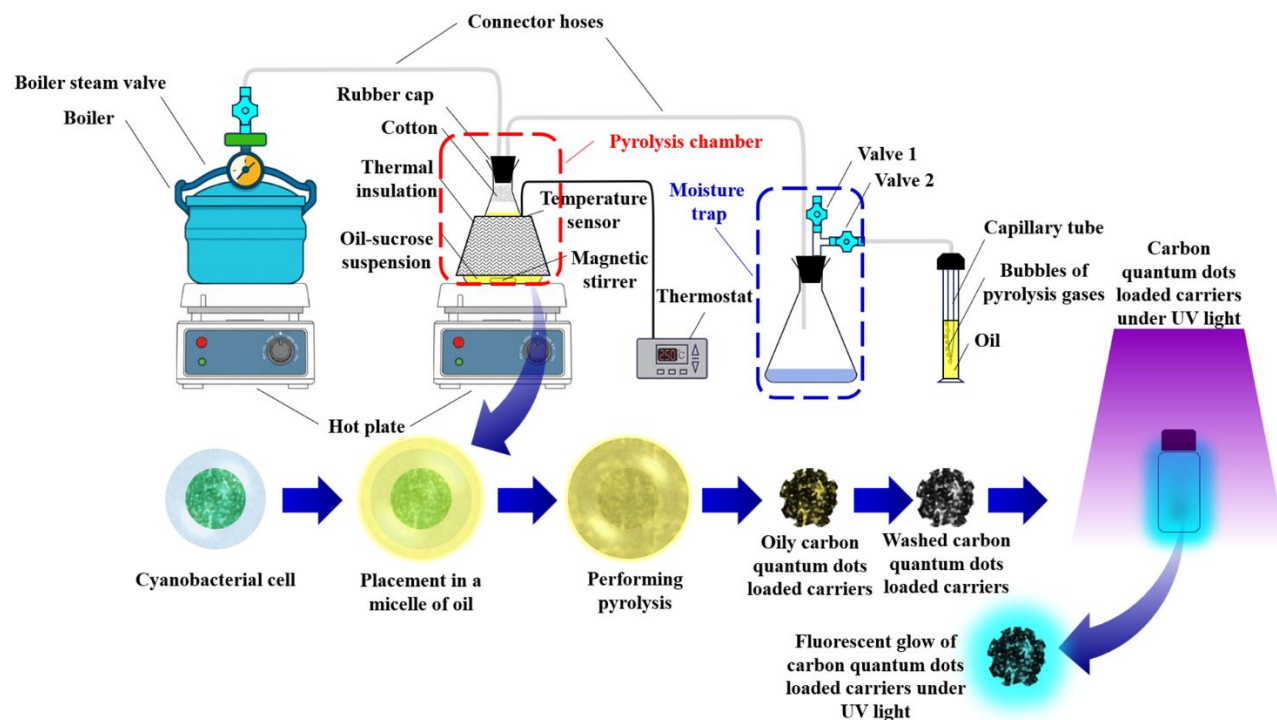 Connector hoses
Boiler steam valve
Boiler
Rubber cap
Cotton
Thermal
insulation
Oil-sucrose
suspension
Pyrolysis chamber
Temperature
sensor
Magnetic
stirrer
Thermostat
250
C
Moisture
trap
Valve 1
Valve 2
Capillary tube
Bubbles of
pyrolysis gases
Oil
Carbon
quantum dots
loaded carriers
under UV light
Hot plate
Cyanobacterial cell
Placement in a
micelle of oil
Performing
pyrolysis
Oily carbon
quantum dots
loaded carriers
Washed carbon
quantum dots
loaded carriers
Fluorescent glow of
carbon quantum dots
loaded carriers under
UV light